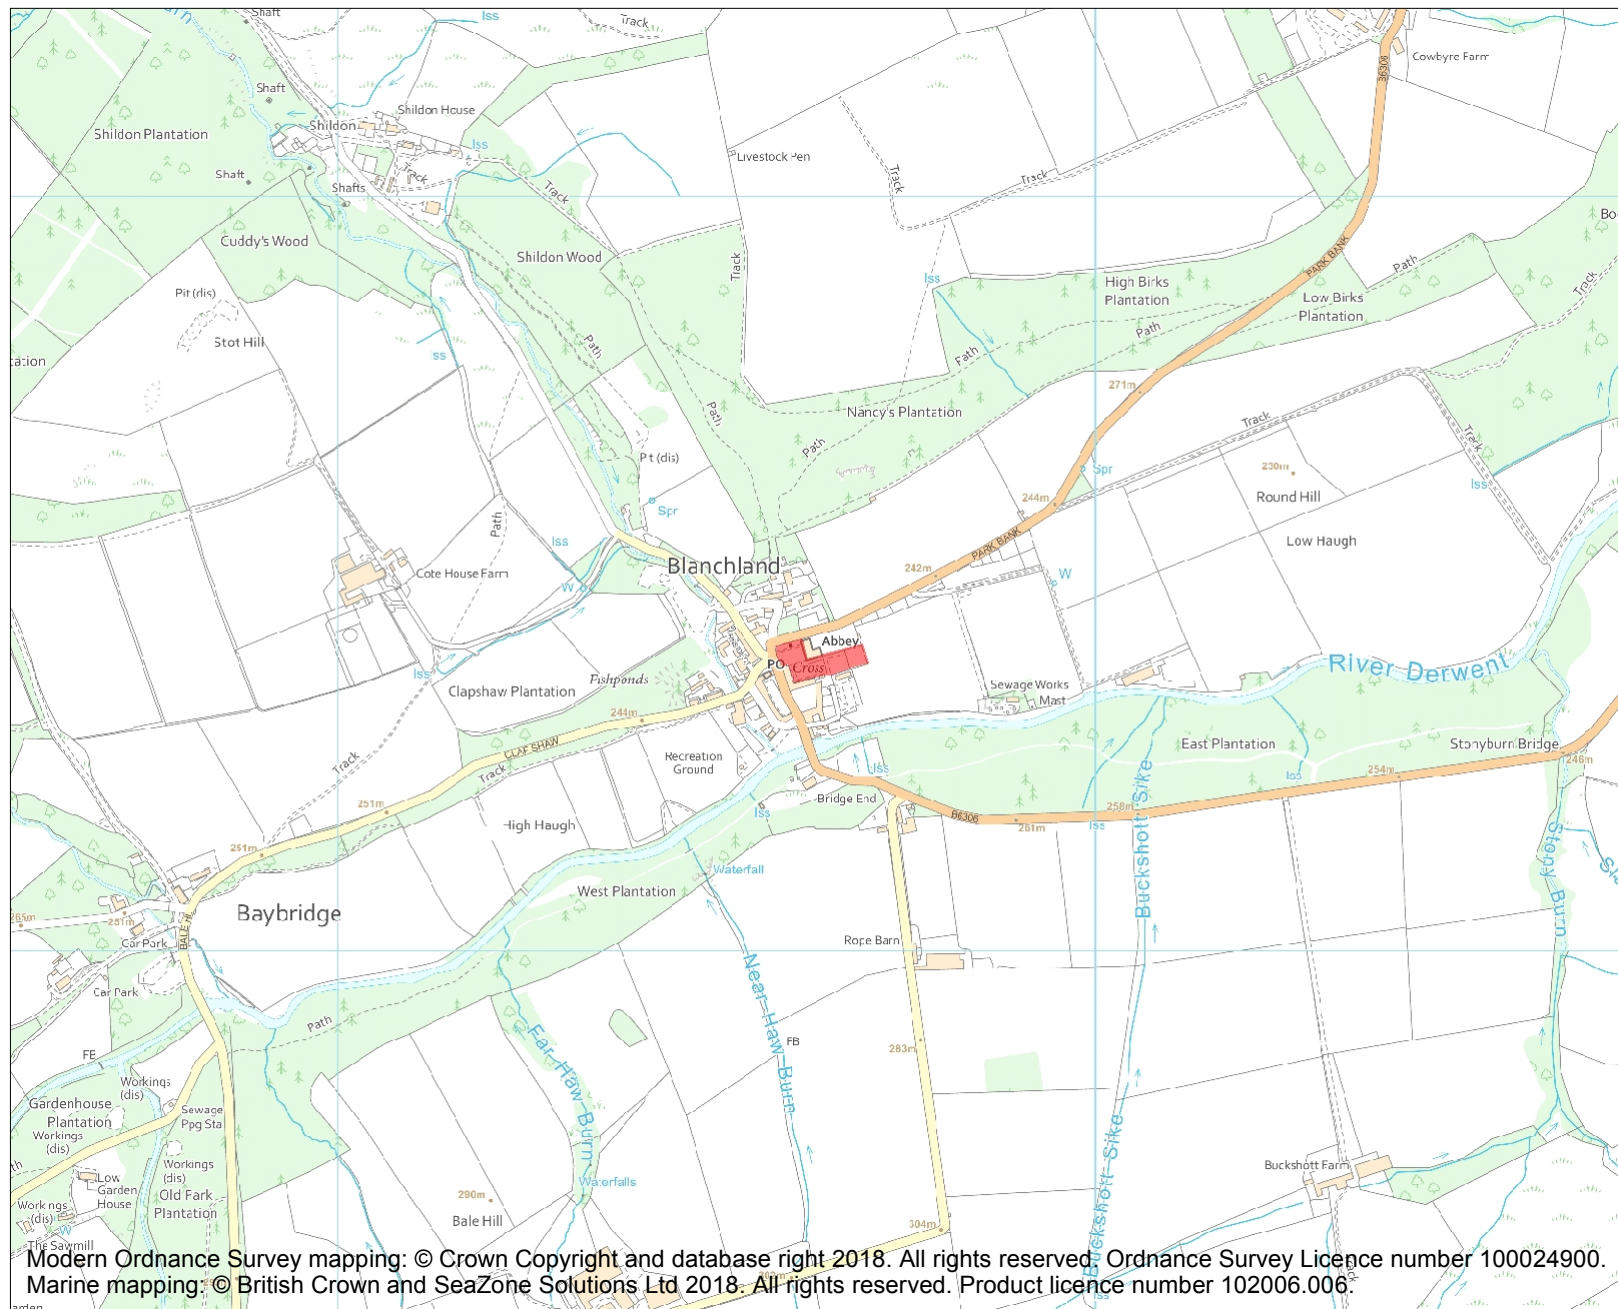 Shaft
Iss
Track
Cowbyre Farm
B6306
Shaft
Shildon House
Shildon Plantation
Shildon
Iss
Livestock Pen
Shaft
Shafts
Track
Track
Track
Track
Cuddy's Wood
Shildon Wood
Track
PARK BANK
Path
Track
Iss
High Birks
Plantation
Low Birks
Plantation
Pit (dis)
Stot Hill
Path
Path
Path
271m
Nancy's Plantation
Path
Path
Track
Track
Pit (dis)
Spr
230m
Round Hill
Iss
244m
Spr
Path
Iss
PARK BANK
Low Haugh
Blanchland
242m
W
Cote House Farm
W
Abbey
PO
Cross
River Derwent
Iss
Fishponds
Clapshaw Plantation
Sewage Works
Mast
244m
CLAPSHAW
Track
Track
Recreation
Ground
East Plantation
Stonyburn Bridge
246m
Iss
Iss
254m
Bridge End
251m
Iss
B6306
261m
258m
Iss
High Haugh
251m
Waterfall
West Plantation
Buckshott Sike
Stony Burn
Baybridge
265m
251m
BALE HILL
Car Park
Rope Barn
Car Park
Near Haw Burn
Path
Far Haw Burn
FB
283m
FB
Workings
(dis)
Gardenhouse
Plantation
Sewage
Ppg Sta
Workings
(dis)
Workings
(dis)
Low
Garden
House
Old Park
Plantation
Workings
(dis)
W
The Sawmill
Waterfalls
290m
Bale Hill
304m
Buckshott Sike
Buckshott Farm
Track
Iss
Modern Ordnance Survey mapping: © Crown Copyright and database right 2018. All rights reserved. Ordnance Survey Licence number 100024900.
Marine mapping: © British Crown and SeaZone Solutions Ltd 2018. All rights reserved. Product licence number 102006.006.